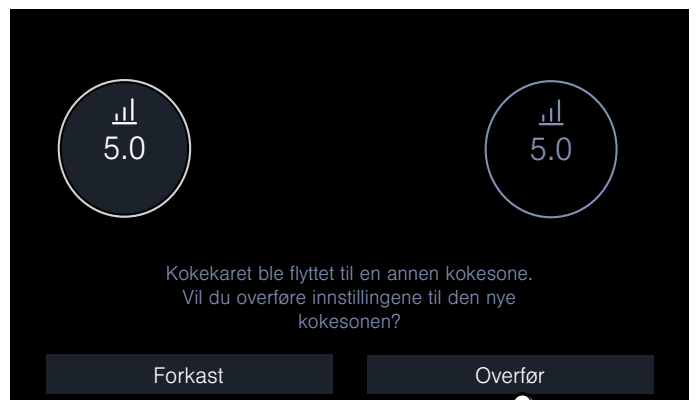 5.0
5.0
Kokekaret ble flyttet til en annen kokesone.
Vil du overføre innstillingene til den nye
kokesonen?
Forkast
Overfør